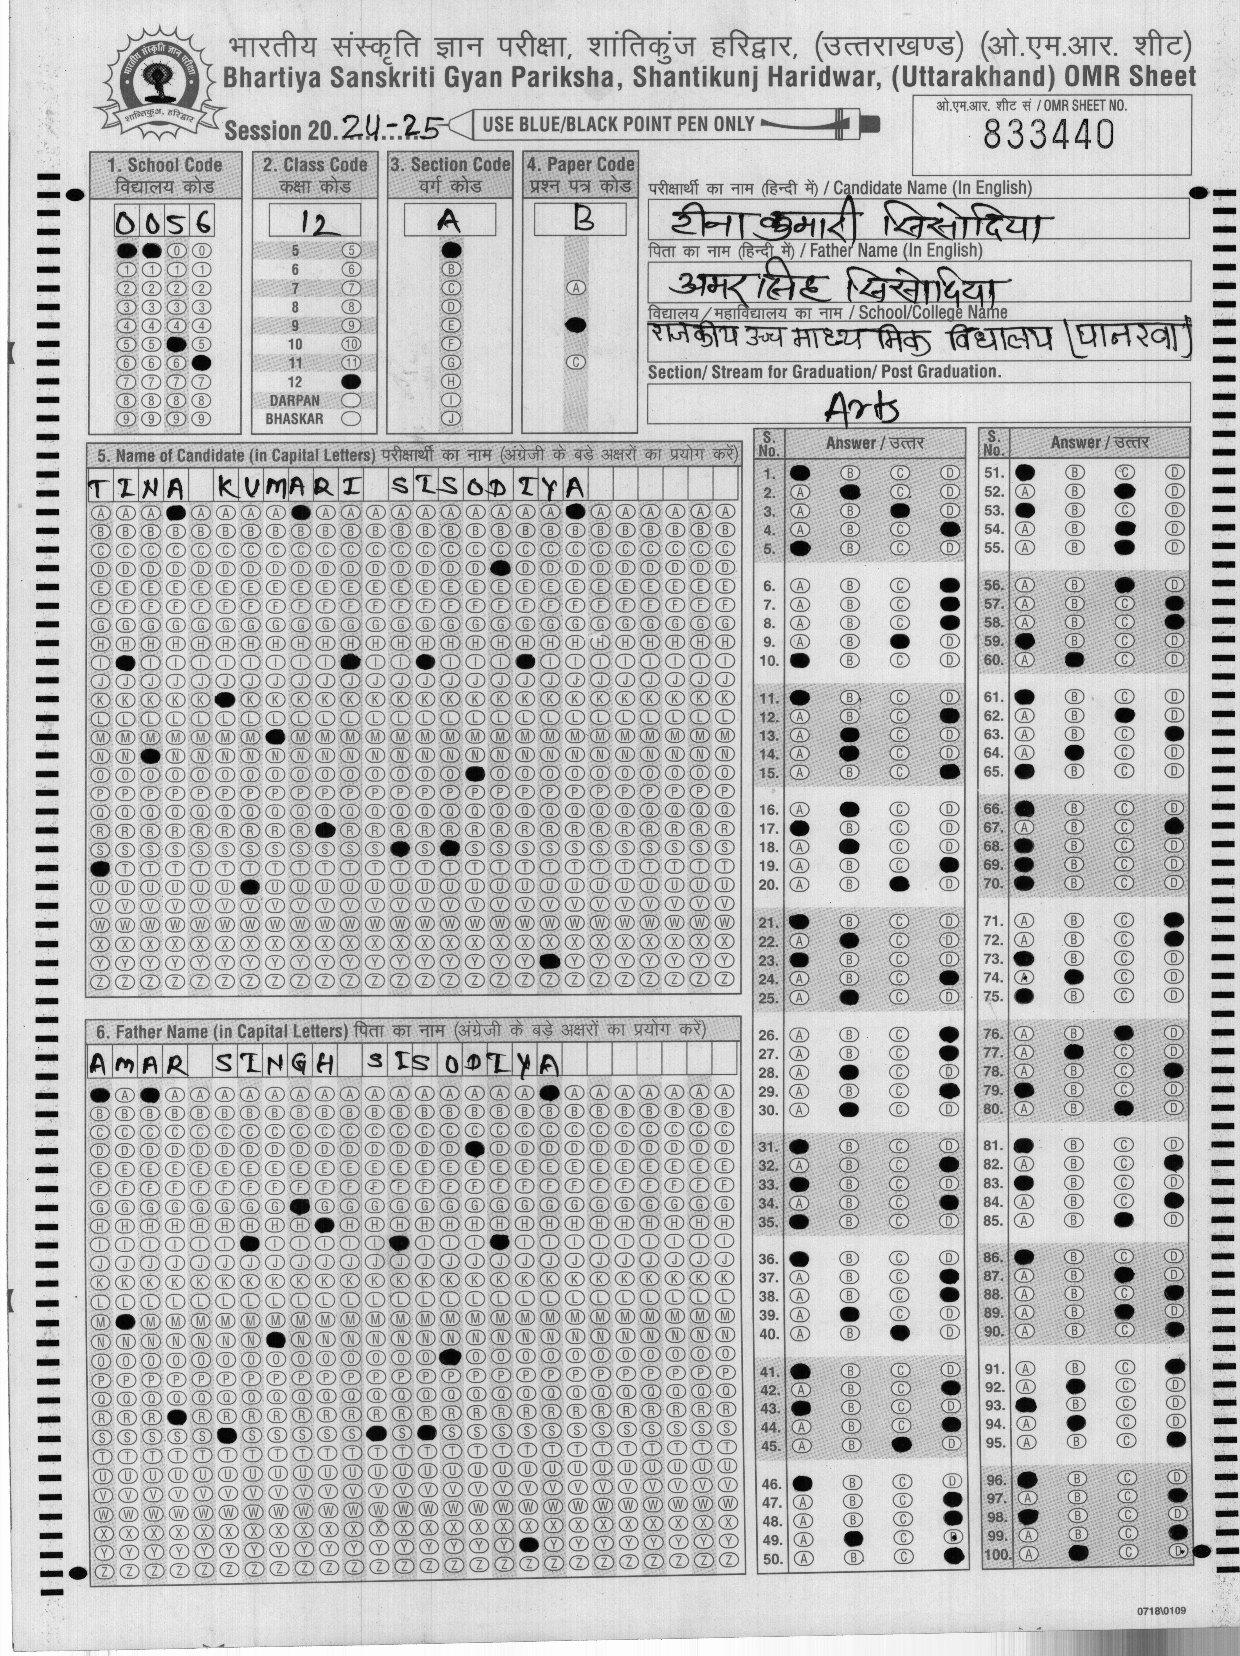 भारतीय संस्कृति ज्ञान परीक्षा, शांतिकुंज हरिद्वार, (उत्तराखण्ड) (ओ.एम.आर. शीट)
Bhartiya Sanskriti Gyan Pariksha, Shantikunj Haridwar, (Uttarakhand) OMR Sheet
Session 20..24-25
USE BLUE/BLACK POINT PEN ONLY
ओ.एम.आर. शीट सं / OMR SHEET NO.
833440
1. School Code
विद्यालय कोड
0056
2. Class Code
कक्षा कोड
12
5
6
7
8
9
10
11
12
DARPAN
BHASKAR
3. Section Code
वर्ग कोड
A
4. Paper Code
प्रश्न पत्र कोड
B
परीक्षार्थी का नाम (हिन्दी में) / Candidate Name (In English)
टीना कुमारी सिसोदिया
पिता का नाम (हिन्दी में) / Father Name (In English)
अमर सिंह सिसोदिया
विद्यालय/महाविद्यालय का नाम / School/College Name
राजकीय उच्च माध्यमिक विद्यालय (पानरवा)
Section/ Stream for Graduation/ Post Graduation.
Arts
5. Name of Candidate (in Capital Letters) परीक्षार्थी का नाम (अंग्रेजी के बड़े अक्षरों का प्रयोग करें)
TINA KUMARI SISODIYA
6. Father Name (in Capital Letters) पिता का नाम (अंग्रेजी के बड़े अक्षरों का प्रयोग करें)
AMAR SINGH SISODIYA
S. No. Answer / उत्तर
S. No. Answer / उत्तर
0718\0109